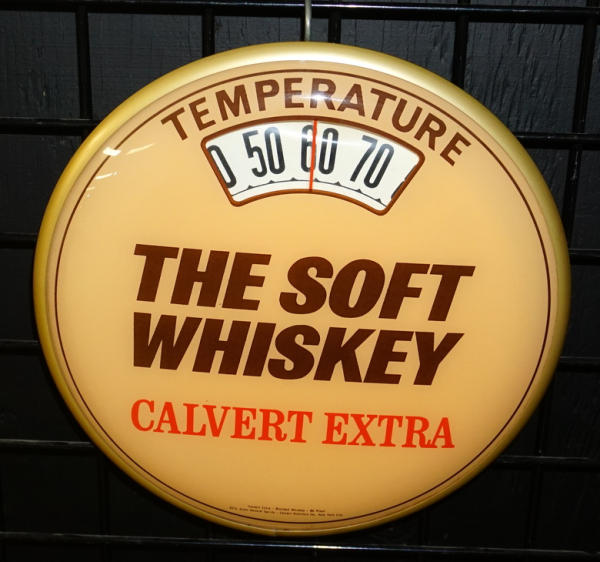 TEMPERATURE
0 50 60 70
THE SOFT
WHISKEY
CALVERT EXTRA